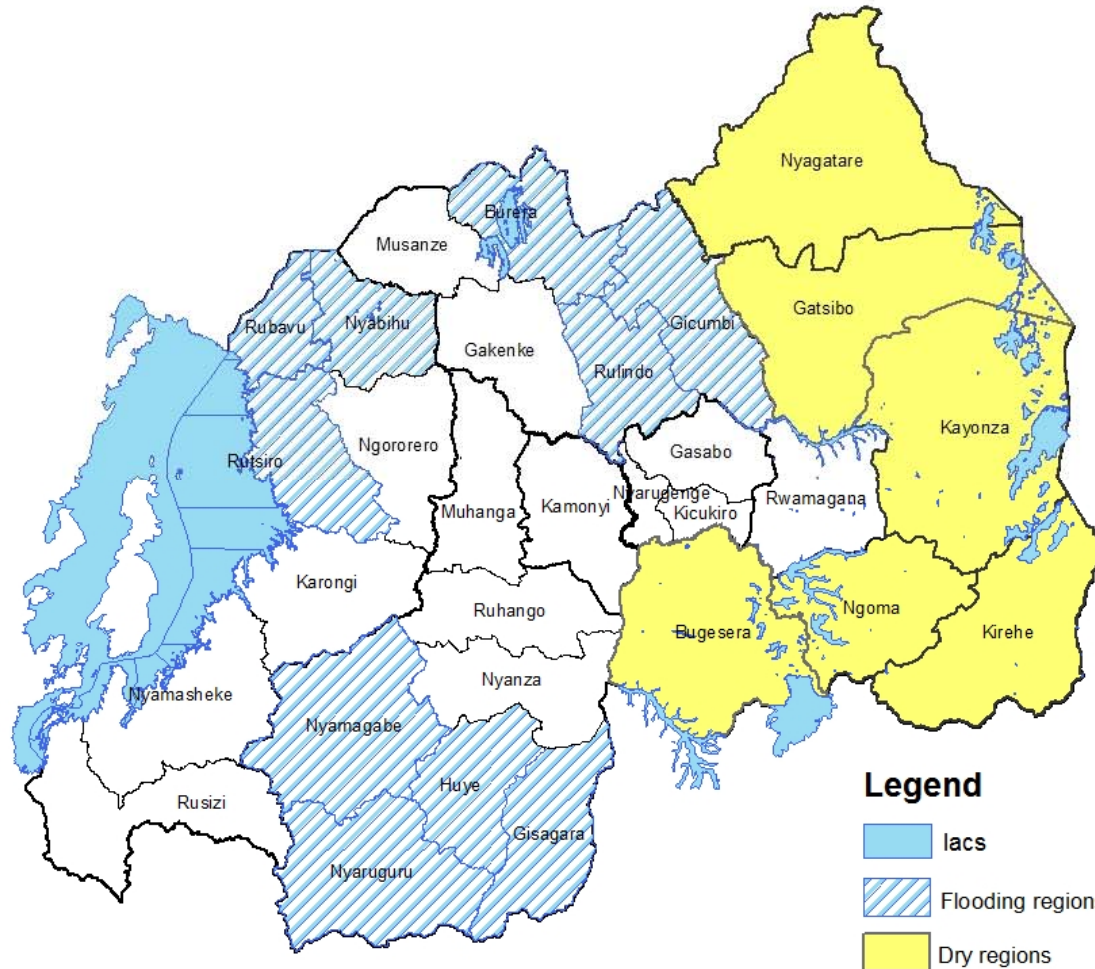 Nyagatare
Burera
Musanze
Gatsibo
Rubavu
Nyabihu
Gicumbi
Gakenke
Rulindo
Kayonza
Ngororero
Gasabo
Rutsiro
Nyarugenge
Rwamagana
Muhanga
Kamonyi
Kicukiro
Karongi
Ruhango
Ngoma
Bugesera
Kirehe
Nyanza
Nyamasheke
Nyamagabe
Huye
Rusizi
Gisagara
Nyaruguru
Legend
lacs
Flooding region
Dry regions